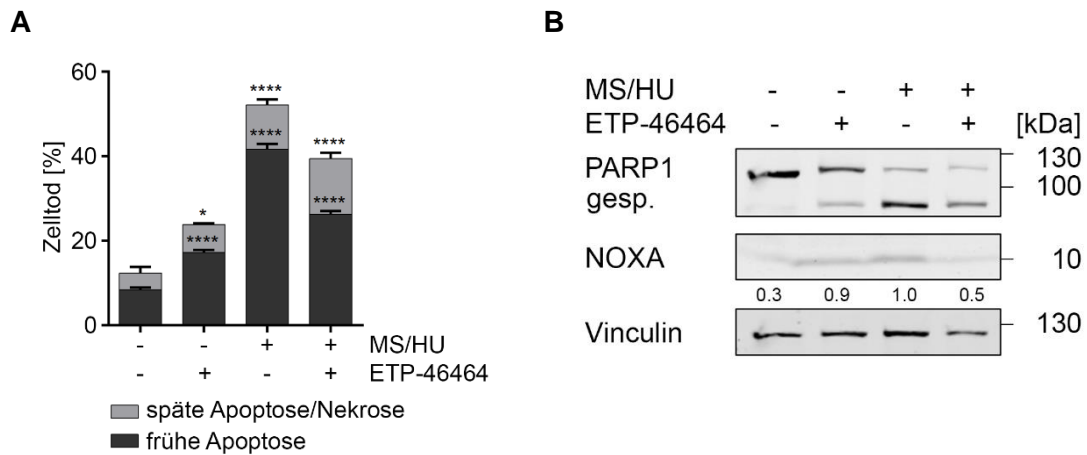 A
Zelltod [%]
60
40
20
0
****
****
****
*
****
****
- - + + MS/HU
- + - + ETP-46464
späte Apoptose/Nekrose
frühe Apoptose
B
MS/HU - - + +
ETP-46464 - + - + [kDa]
PARP1
gesp.
130
100
NOXA
10
0.3 0.9 1.0 0.5
Vinculin
130